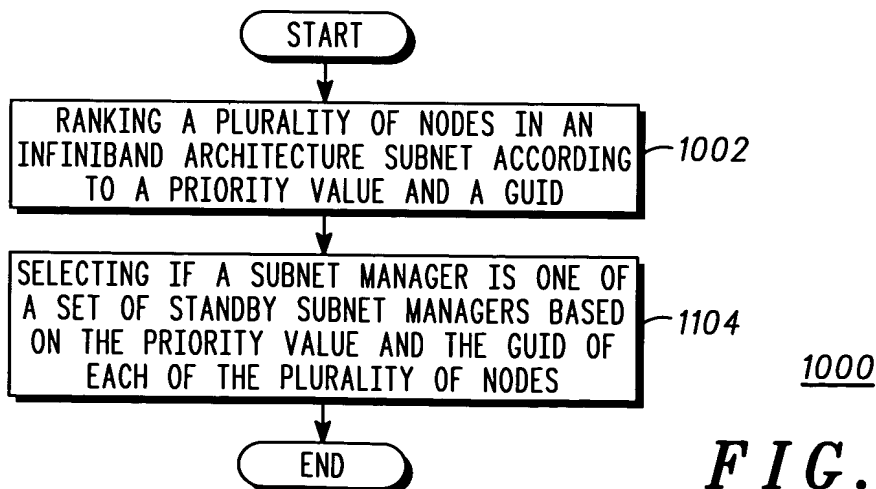 START
RANKING A PLURALITY OF NODES IN AN
INFINIBAND ARCHITECTURE SUBNET ACCORDING
TO A PRIORITY VALUE AND A GUID
1002
SELECTING IF A SUBNET MANAGER IS ONE OF
A SET OF STANDBY SUBNET MANAGERS BASED
ON THE PRIORITY VALUE AND THE GUID OF
EACH OF THE PLURALITY OF NODES
1104
1000
END
FIG.